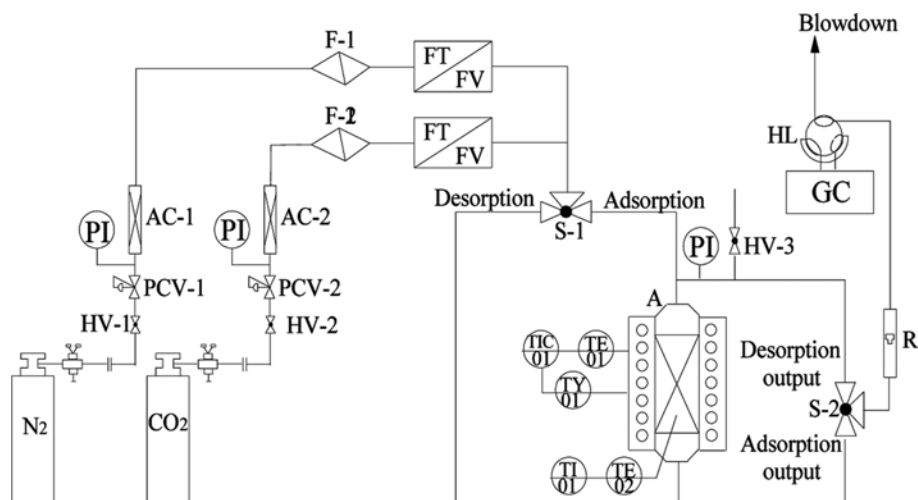 Blowdown
F-1
FT
FV
F-2
FT
FV
HL
GC
Desorption
Adsorption
S-1
PI
AC-1
PI
AC-2
PI
HV-3
PCV-1
PCV-2
A
HV-1
HV-2
TIC
01
TE
01
R
TY
01
Desorption
output
S-2
N2
CO2
Adsorption
output
TI
01
TE
02